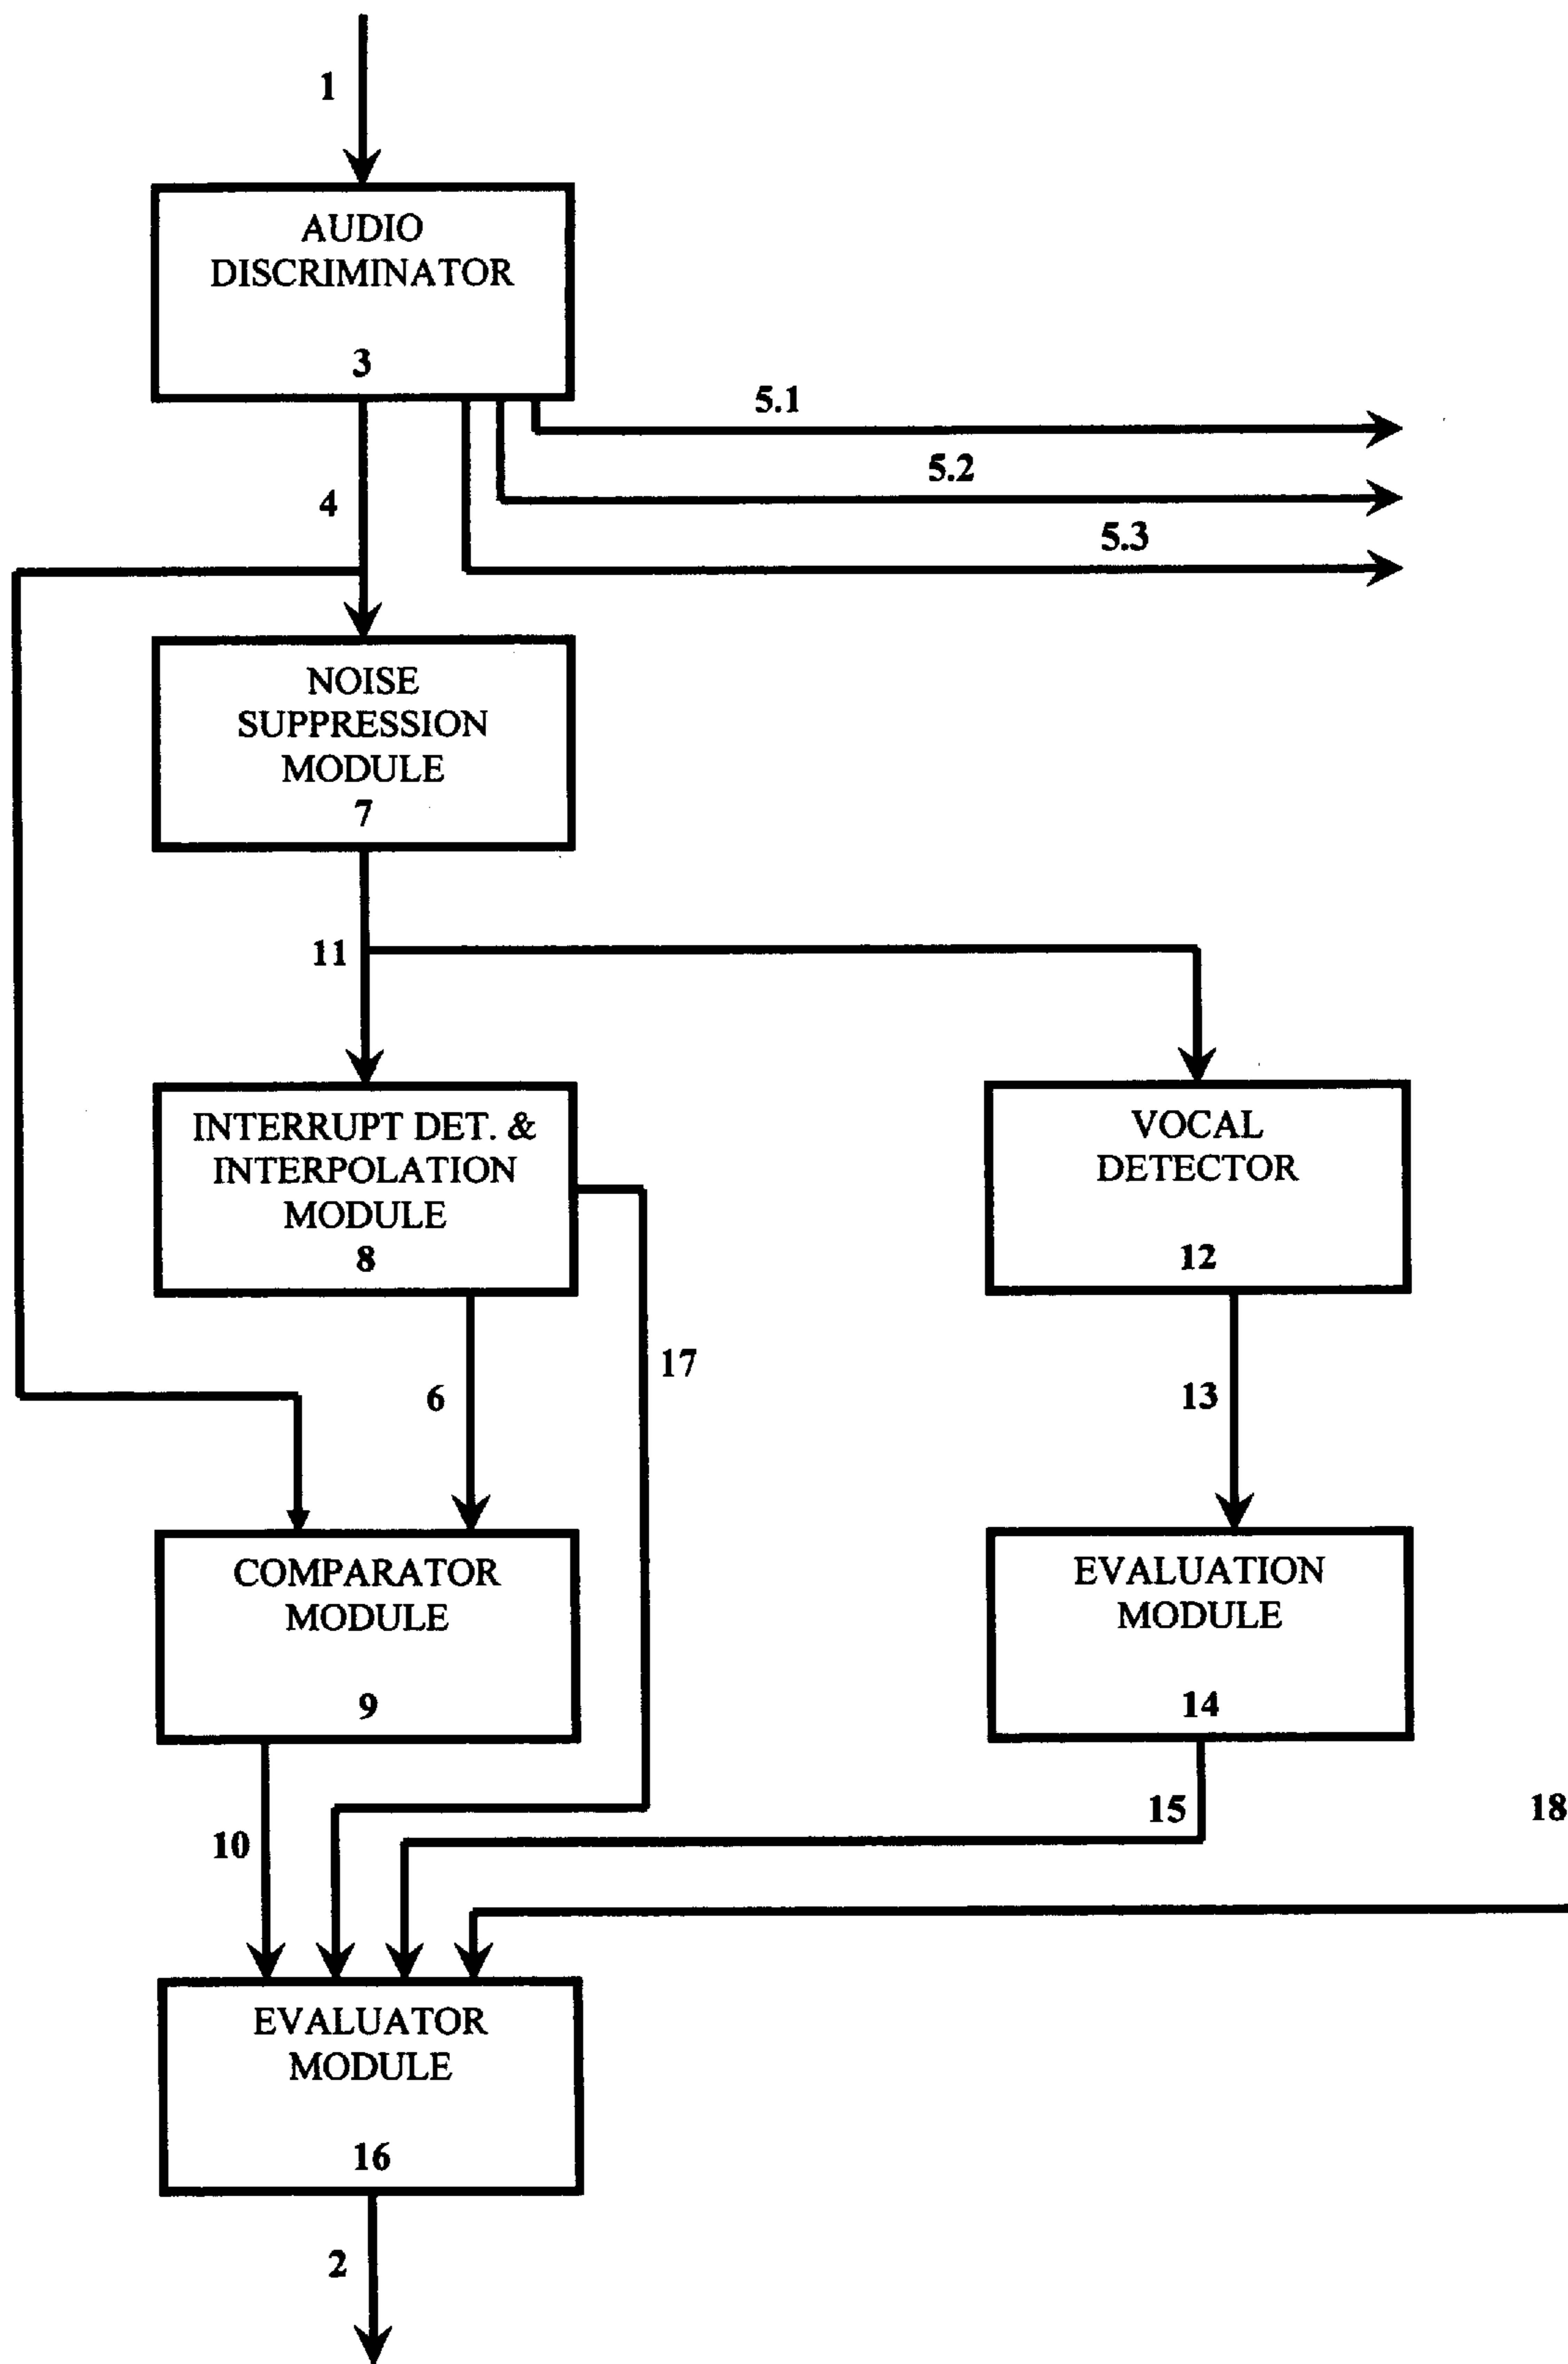 1
AUDIO
DISCRIMINATOR
3
5.1
5.2
5.3
4
NOISE
SUPPRESSION
MODULE
7
11
INTERRUPT DET. &
INTERPOLATION
MODULE
8
VOCAL
DETECTOR
12
17
6
13
COMPARATOR
MODULE
9
EVALUATION
MODULE
14
10
15
18
EVALUATOR
MODULE
16
2